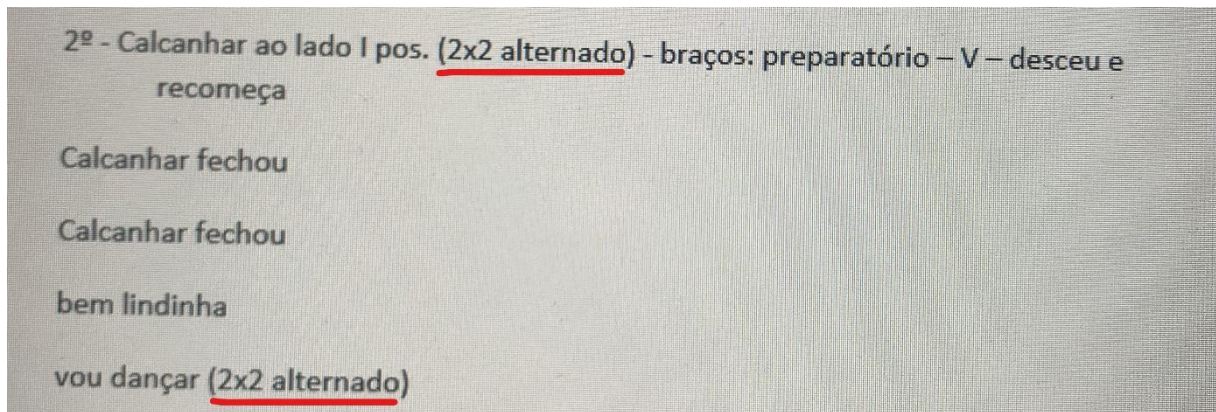 2º - Calcanhar ao lado I pos. (2x2 alternado) - braços: preparatório – V – desceu e
recomeça
Calcanhar fechou
Calcanhar fechou
bem lindinha
vou dançar (2x2 alternado)